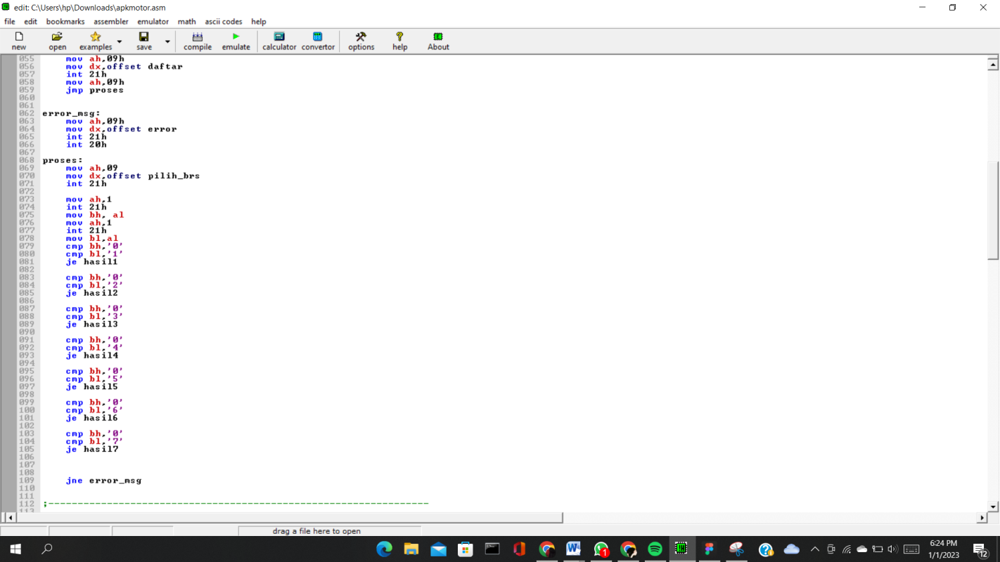 edit: C:\Users\hp\Downloads\apkmotor.asm
file edit bookmarks assembler emulator math ascii codes help
new open examples save compile emulate calculator convertor options help About
055 mov ah,09h
056 mov dx,offset daftar
057 int 21h
058 mov ah,09h
059 jmp proses
060
061
062 error_msg:
063 mov ah,09h
064 mov dx,offset error
065 int 21h
066 int 20h
067
068 proses:
069 mov ah,09
070 mov dx,offset pilih_brs
071 int 21h
072
073 mov ah,1
074 int 21h
075 mov bh, al
076 mov ah,1
077 int 21h
078 mov bl,al
079 cmp bh,'0'
080 cmp bl,'1'
081 je hasil1
082
083 cmp bh,'0'
084 cmp bl,'2'
085 je hasil2
086
087 cmp bh,'0'
088 cmp bl,'3'
089 je hasil3
090
091 cmp bh,'0'
092 cmp bl,'4'
093 je hasil4
094
095 cmp bh,'0'
096 cmp bl,'5'
097 je hasil5
098
099 cmp bh,'0'
100 cmp bl,'6'
101 je hasil6
102
103 cmp bh,'0'
104 cmp bl,'7'
105 je hasil7
106
107
108
109 jne error_msg
110
111
112 ;-----------------------------------------------------------------
113
drag a file here to open
1
6:24 PM
1/1/2023
12